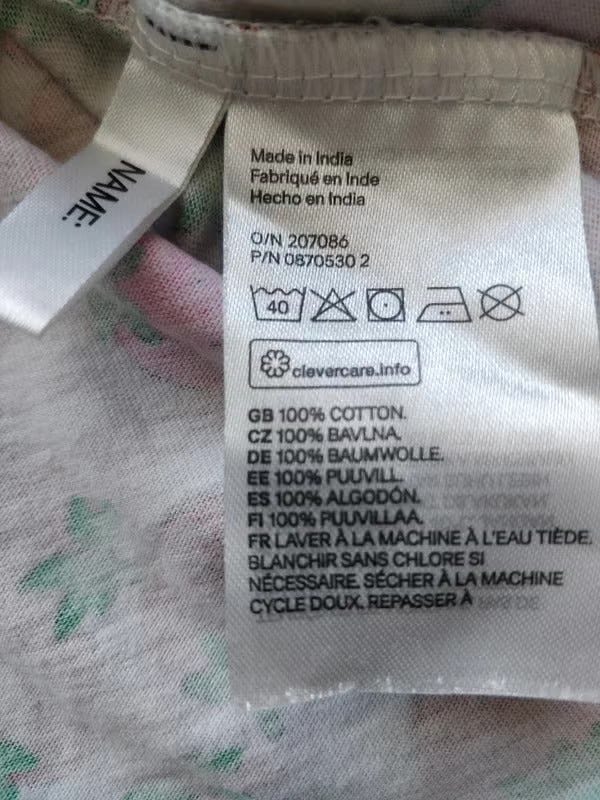 NAME:
Made in India
Fabriqué en Inde
Hecho en India
O/N 207086
P/N 0870530 2
40
clevercare.info
GB 100% COTTON.
CZ 100% BAVLNA.
DE 100% BAUMWOLLE.
EE 100% PUUVILL.
ES 100% ALGODÓN.
FI 100% PUUVILLAA.
FR LAVER À LA MACHINE À L'EAU TIÈDE.
BLANCHIR SANS CHLORE SI
NÉCESSAIRE. SÉCHER À LA MACHINE
CYCLE DOUX. REPASSER À